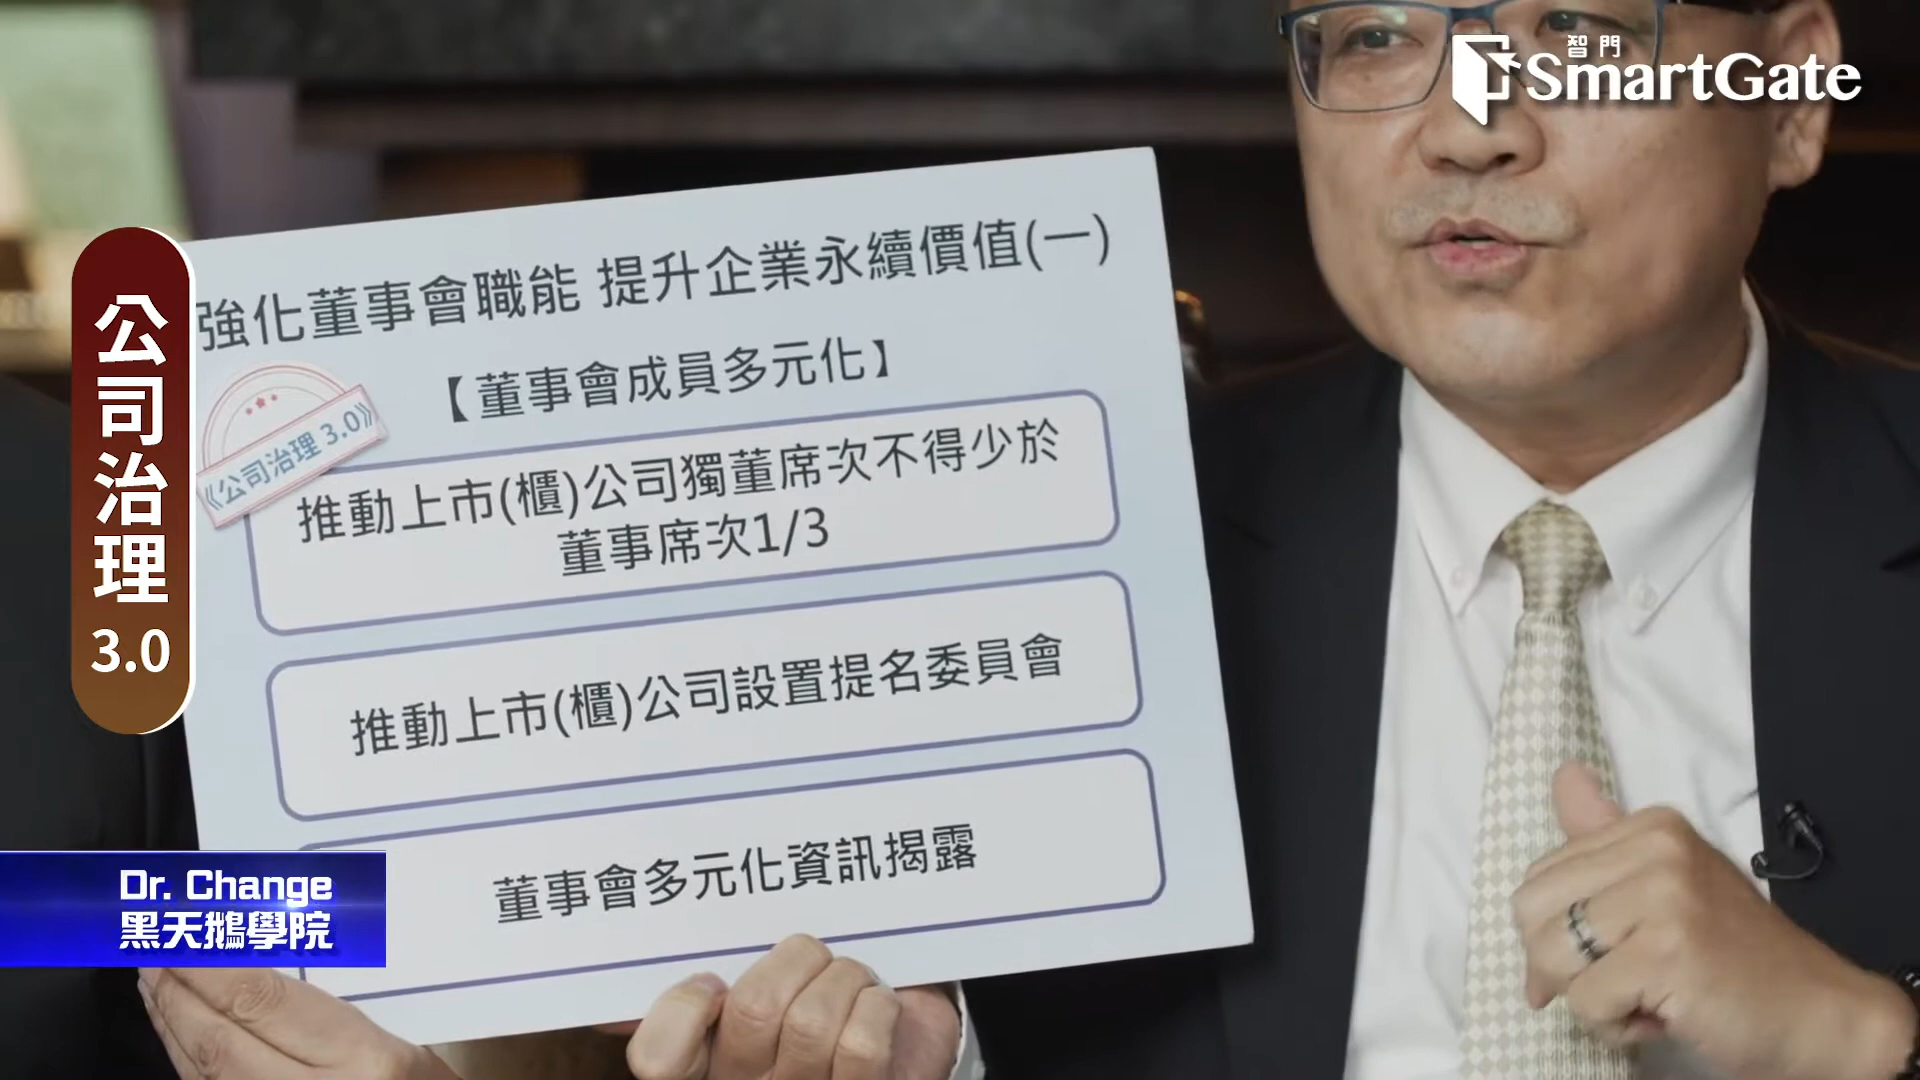 智門
SmartGate
公司治理
3.0
強化董事會職能 提升企業永續價值(一)
【董事會成員多元化】
《公司治理 3.0》
推動上市(櫃)公司獨董席次不得少於
董事席次1/3
推動上市(櫃)公司設置提名委員會
董事會多元化資訊揭露
Dr. Change
黑天鵝學院